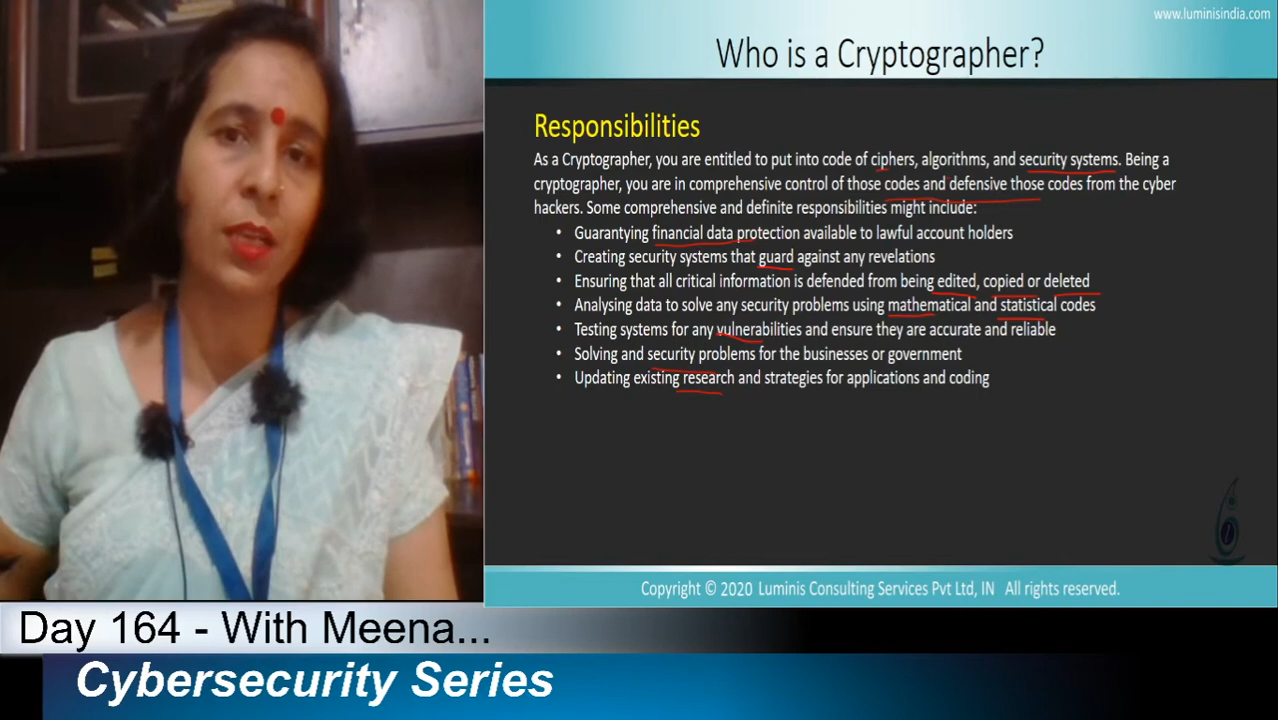 www.luminisindia.com
Who is a Cryptographer?
Responsibilities
As a Cryptographer, you are entitled to put into code of ciphers, algorithms, and security systems. Being a
cryptographer, you are in comprehensive control of those codes and defensive those codes from the cyber
hackers. Some comprehensive and definite responsibilities might include:
• Guarantying financial data protection available to lawful account holders
• Creating security systems that guard against any revelations
• Ensuring that all critical information is defended from being edited, copied or deleted
• Analysing data to solve any security problems using mathematical and statistical codes
• Testing systems for any vulnerabilities and ensure they are accurate and reliable
• Solving and security problems for the businesses or government
• Updating existing research and strategies for applications and coding
Copyright © 2020 Luminis Consulting Services Pvt Ltd, IN All rights reserved.
Day 164 - With Meena...
Cybersecurity Series